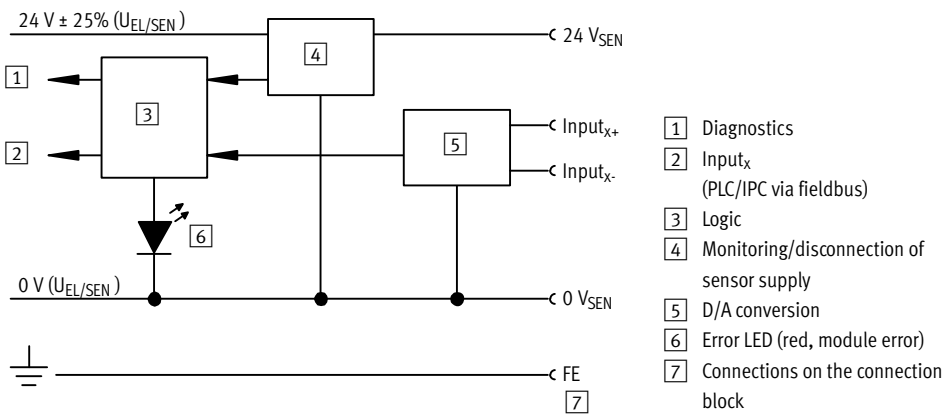 24 V ± 25% (U_EL/SEN )
4
24 V_SEN
1
3
Input_x+
5
2
Input_x-
6
0 V (U_EL/SEN )
0 V_SEN
FE
7
1 Diagnostics
2 Input_x
(PLC/IPC via fieldbus)
3 Logic
4 Monitoring/disconnection of
sensor supply
5 D/A conversion
6 Error LED (red, module error)
7 Connections on the connection
block